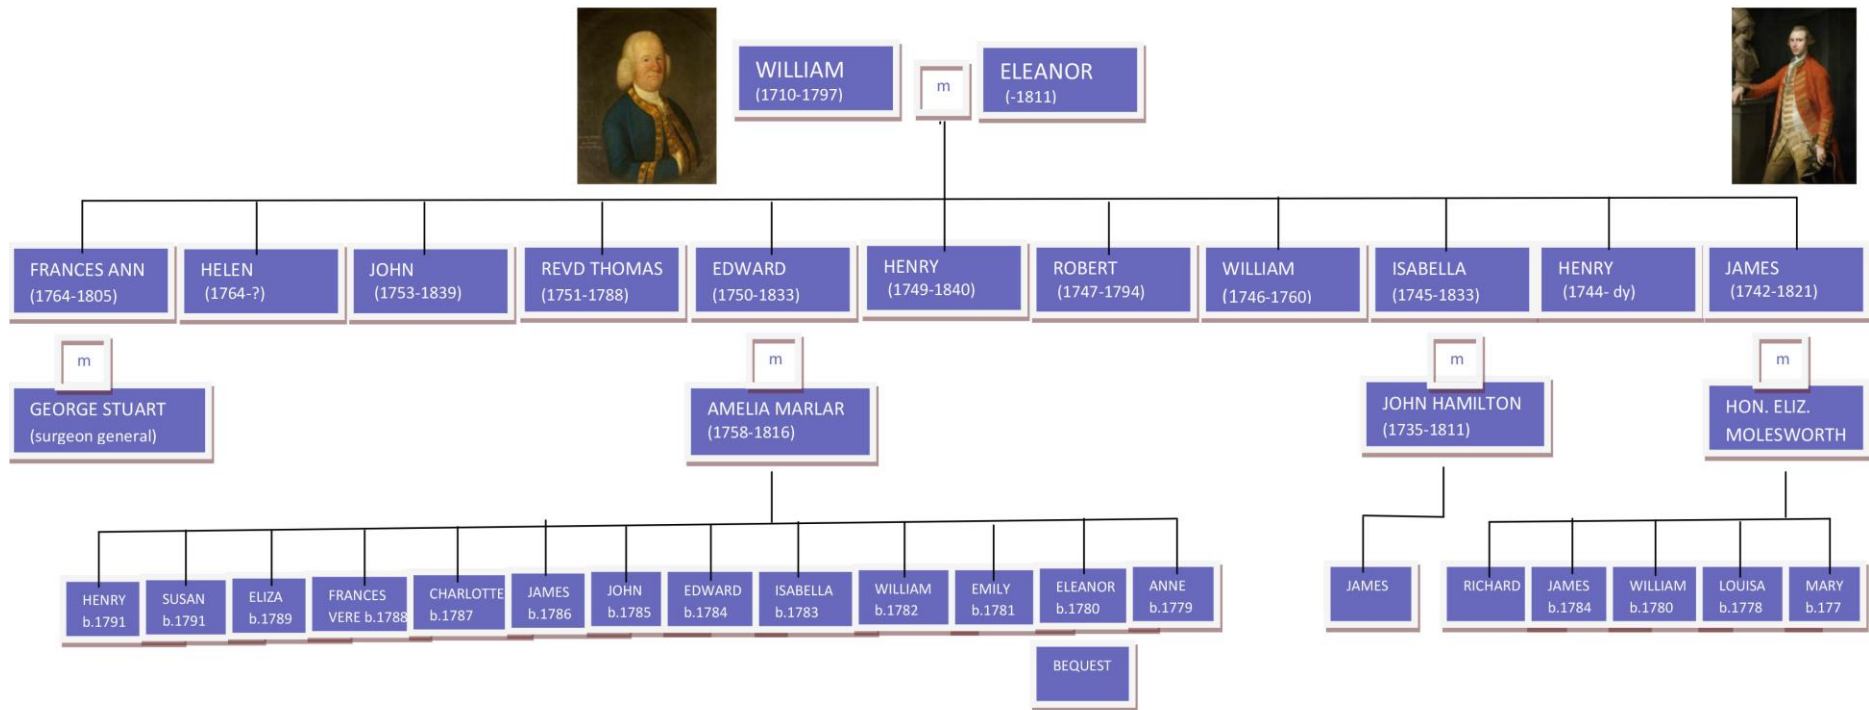 WILLIAM
(1710-1797)
m
ELEANOR
(-1811)
FRANCES ANN
(1764-1805)
HELEN
(1764-?)
JOHN
(1753-1839)
REVD THOMAS
(1751-1788)
EDWARD
(1750-1833)
HENRY
(1749-1840)
ROBERT
(1747-1794)
WILLIAM
(1746-1760)
ISABELLA
(1745-1833)
HENRY
(1744- dy)
JAMES
(1742-1821)
m
GEORGE STUART
(surgeon general)
m
AMELIA MARLAR
(1758-1816)
m
JOHN HAMILTON
(1735-1811)
m
HON. ELIZ.
MOLESWORTH
HENRY
b.1791
SUSAN
b.1791
ELIZA
b.1789
FRANCES
VERE b.1788
CHARLOTTE
b.1787
JAMES
b.1786
JOHN
b.1785
EDWARD
b.1784
ISABELLA
b.1783
WILLIAM
b.1782
EMILY
b.1781
ELEANOR
b.1780
ANNE
b.1779
JAMES
RICHARD
JAMES
b.1784
WILLIAM
b.1780
LOUISA
b.1778
MARY
b.177
BEQUEST